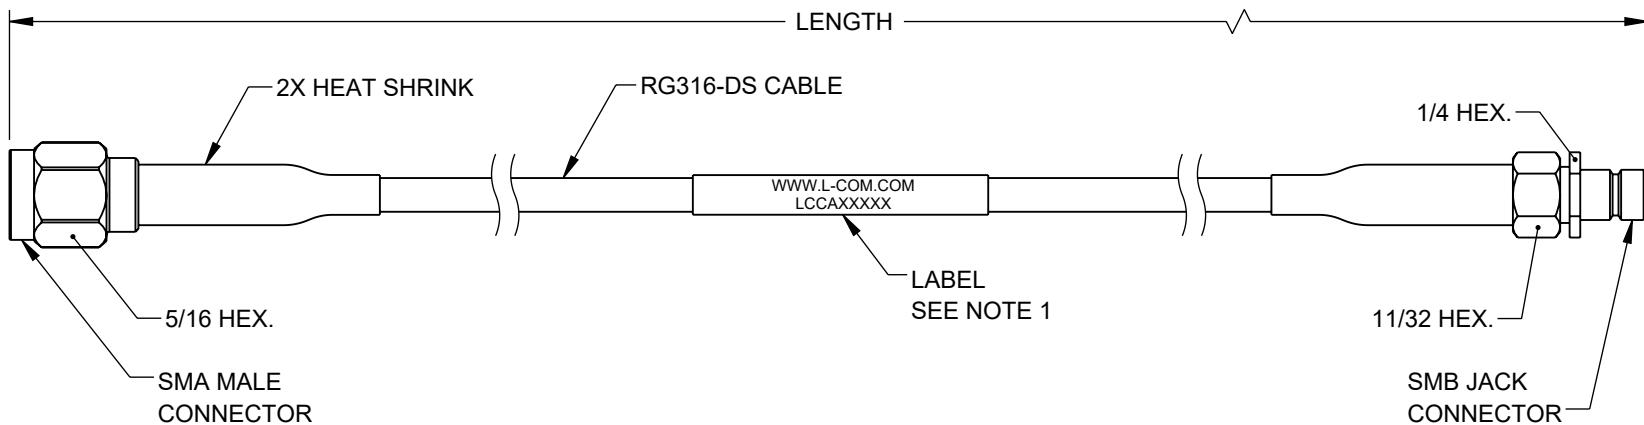 LENGTH
2X HEAT SHRINK
RG316-DS CABLE
1/4 HEX.
WWW.L-COM.COM
LCCAXXXXX
LABEL
SEE NOTE 1
5/16 HEX.
11/32 HEX.
SMA MALE
CONNECTOR
SMB JACK
CONNECTOR